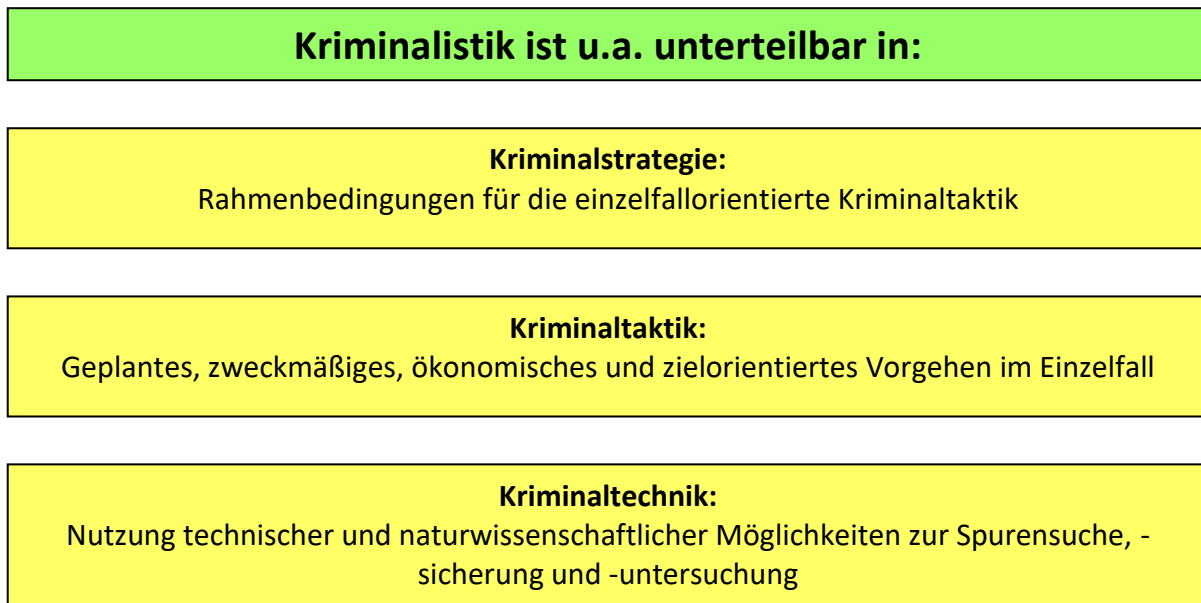 Kriminalistik ist u.a. unterteilbar in:
Kriminalstrategie:
Rahmenbedingungen für die einzelfallorientierte Kriminaltaktik
Kriminaltaktik:
Geplantes, zweckmäßiges, ökonomisches und zielorientiertes Vorgehen im Einzelfall
Kriminaltechnik:
Nutzung technischer und naturwissenschaftlicher Möglichkeiten zur Spurensuche, -
sicherung und -untersuchung